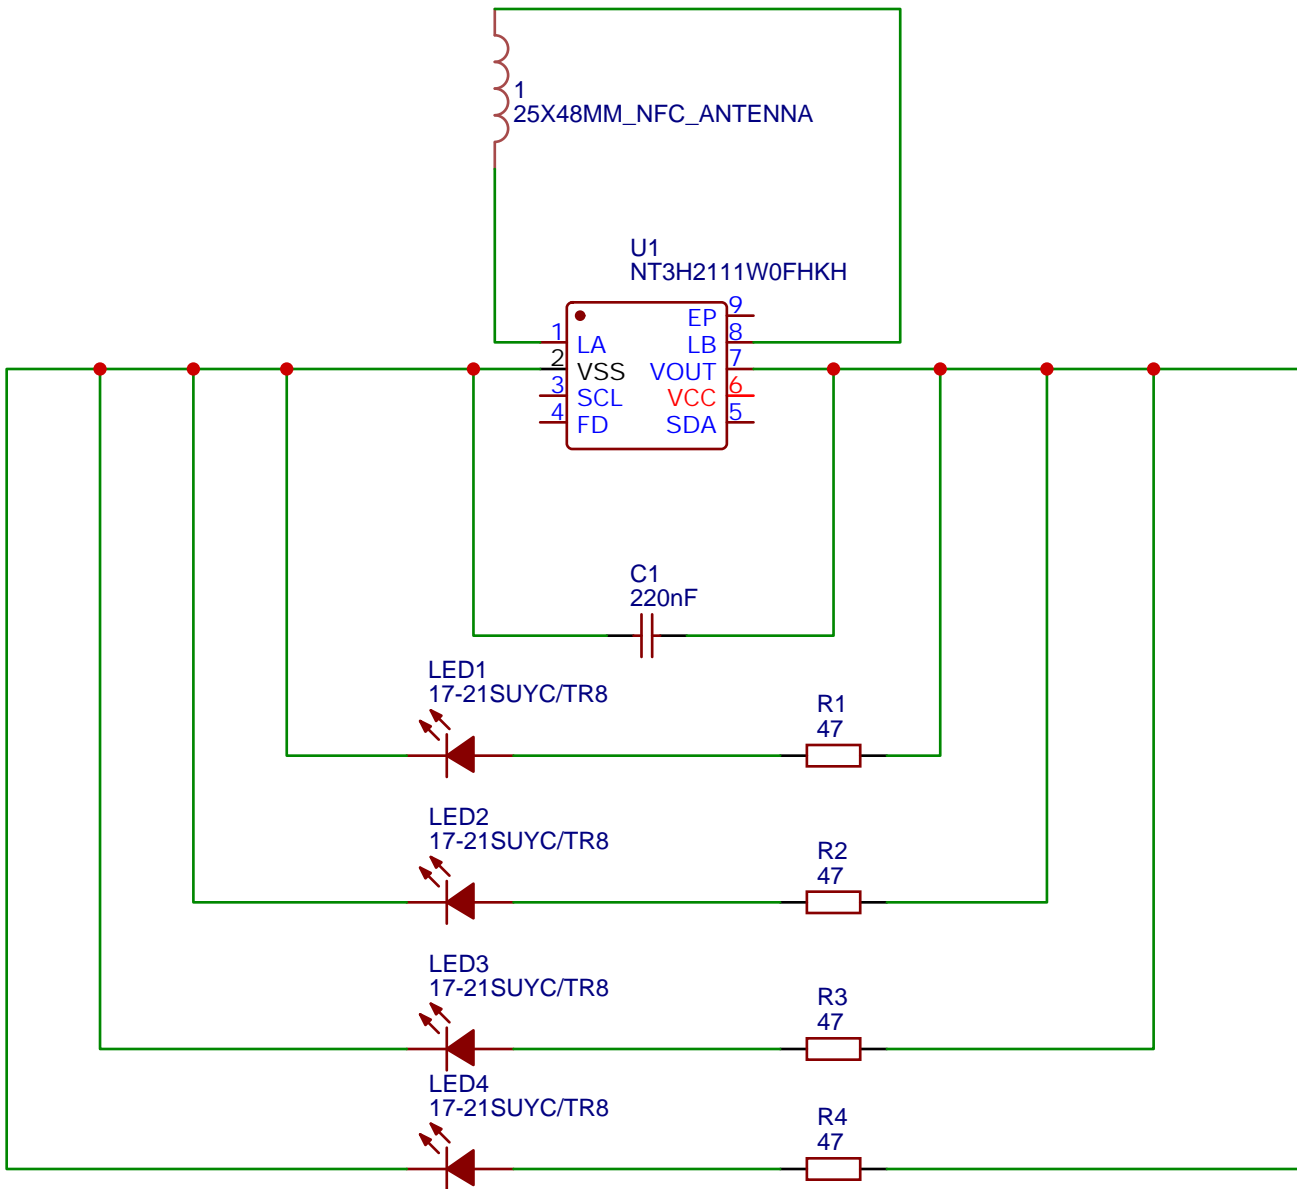 1
25X48MM_NFC_ANTENNA
U1
NT3H2111W0FHKH
9
EP
1
8
LA
LB
2
7
VSS
VOUT
3
6
SCL
VCC
4
5
FD
SDA
C1
220nF
LED1
17-21SUYC/TR8
R1
47
LED2
17-21SUYC/TR8
R2
47
LED3
17-21SUYC/TR8
R3
47
LED4
17-21SUYC/TR8
R4
47